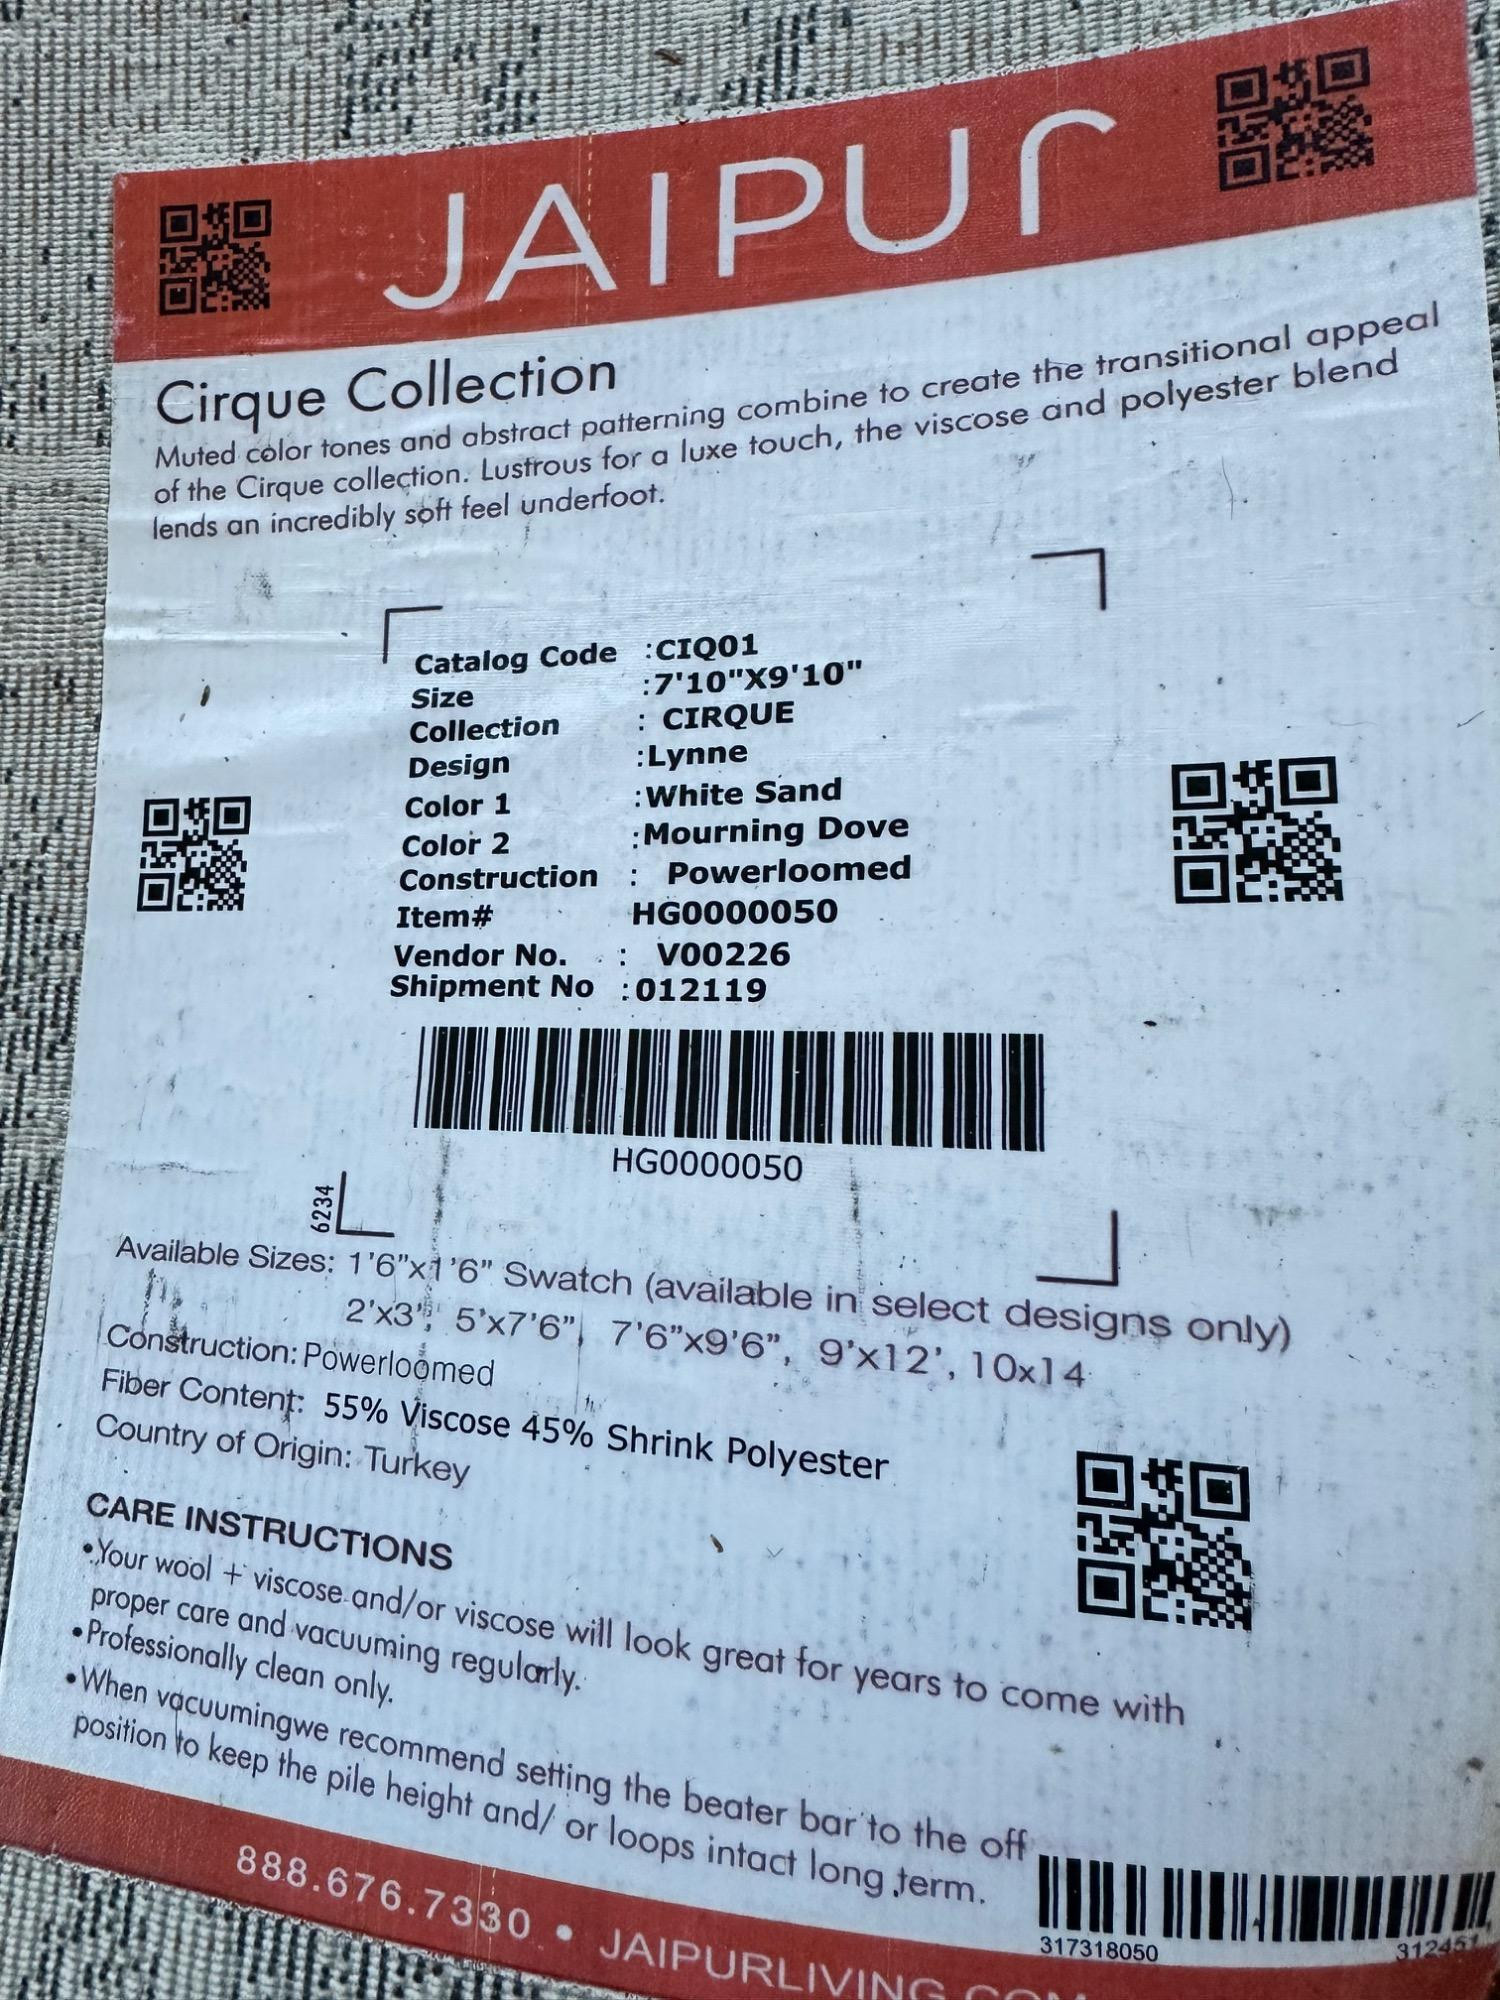 JAIPUR
Cirque Collection
Muted color tones and abstract patterning combine to create the transitional appeal
of the Cirque collection. Lustrous for a luxe touch, the viscose and polyester blend
lends an incredibly soft feel underfoot.
Catalog Code :CIQ01
Size :7'10"X9'10"
Collection : CIRQUE
Design :Lynne
Color 1 :White Sand
Color 2 :Mourning Dove
Construction : Powerloomed
Item# HG0000050
Vendor No. : V00226
Shipment No :012119
HG0000050
6234
Available Sizes: 1'6"x1'6" Swatch (available in select designs only)
2'x3', 5'x7'6", 7'6"x9'6", 9'x12', 10x14
Construction: Powerloomed
Fiber Content: 55% Viscose 45% Shrink Polyester
Country of Origin: Turkey
CARE INSTRUCTIONS
•Your wool + viscose and/or viscose will look great for years to come with
proper care and vacuuming regularly.
•Professionally clean only.
•When vacuumingwe recommend setting the beater bar to the off
position to keep the pile height and/ or loops intact long term.
317318050
888.676.7330 • JAIPURLIVING.COM